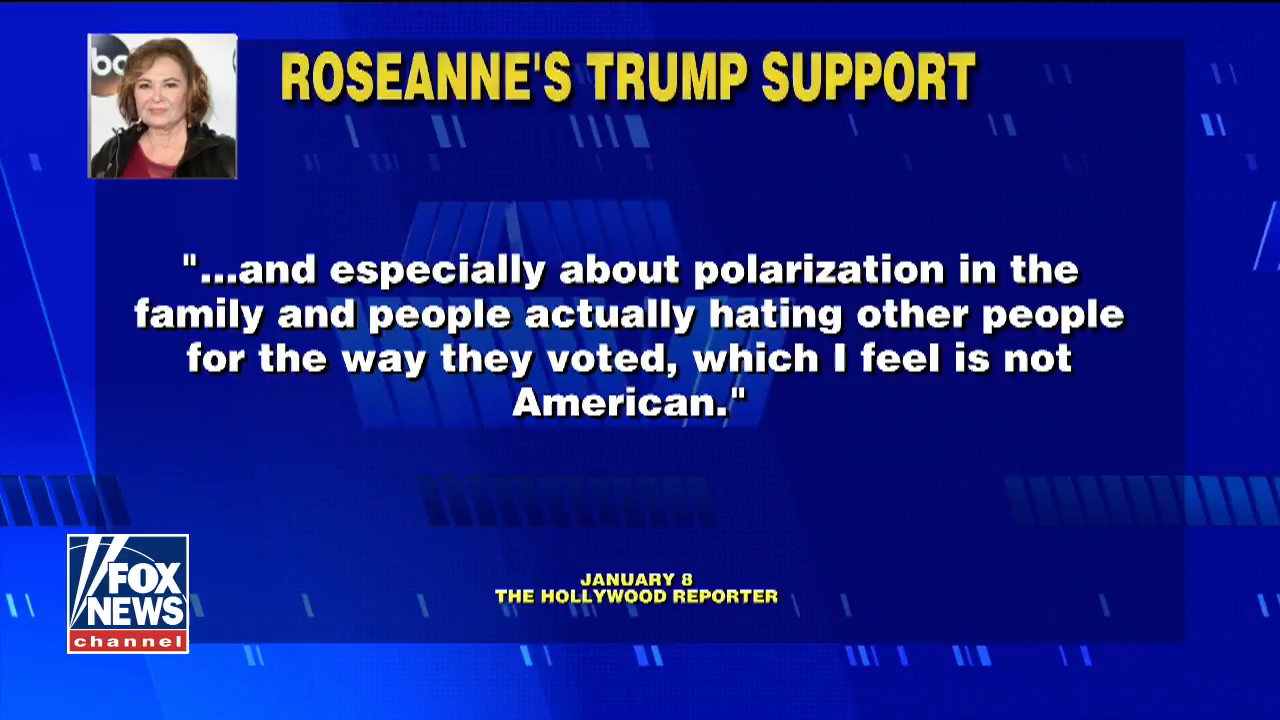 bc
ROSEANNE'S TRUMP SUPPORT
"...and especially about polarization in the
family and people actually hating other people
for the way they voted, which I feel is not
American."
JANUARY 8
THE HOLLYWOOD REPORTER
FOX
NEWS
channel